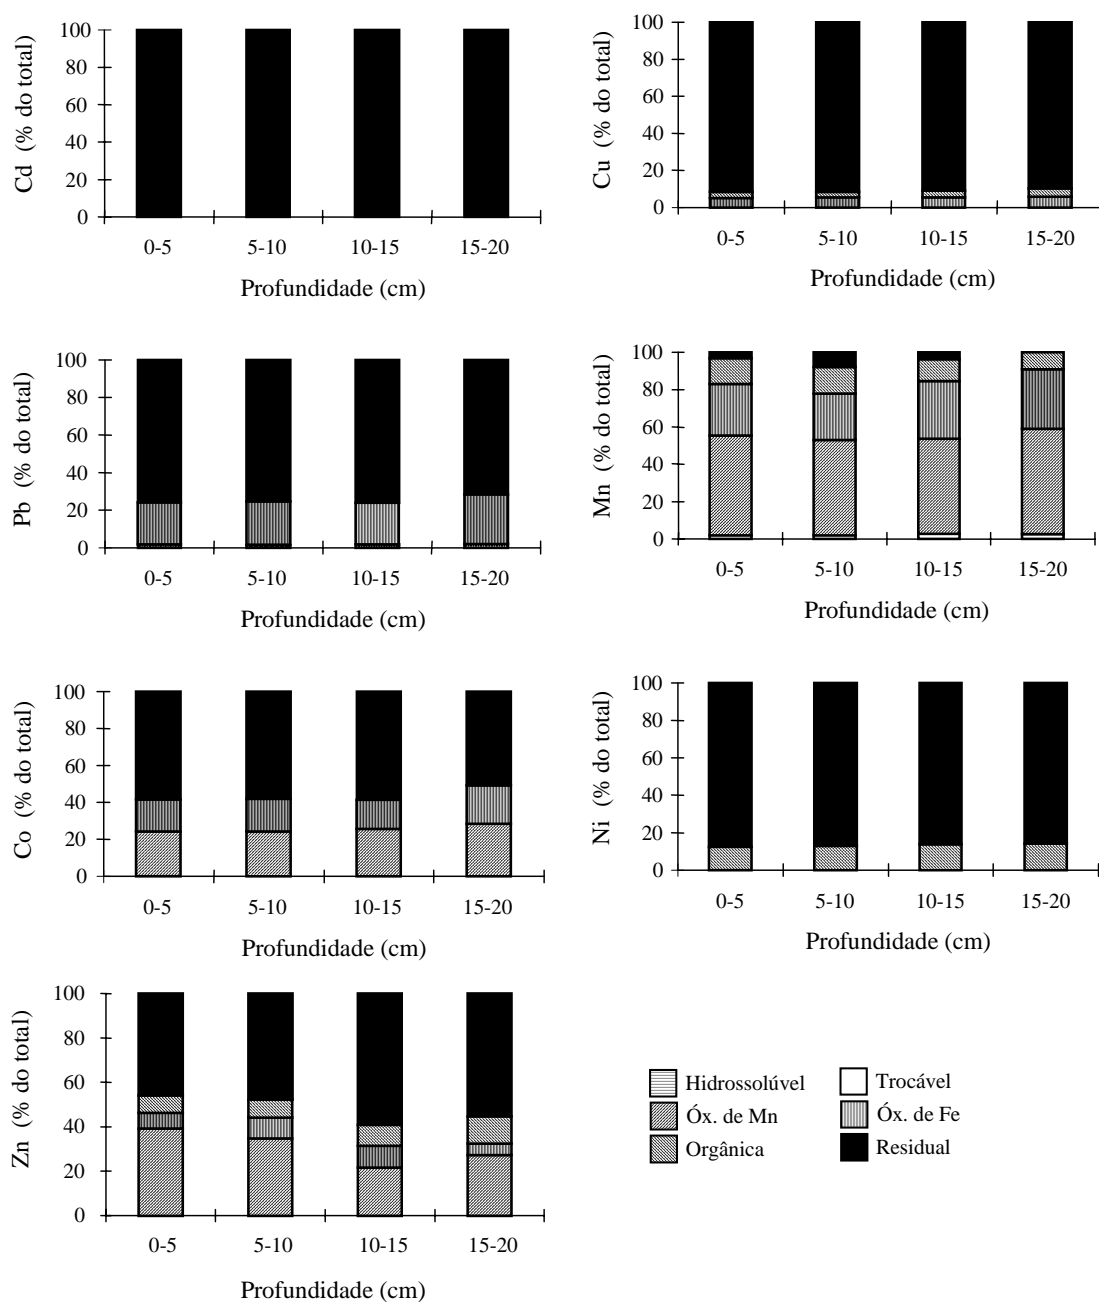 Cd (% do total)
100
80
60
40
20
0
0-5 5-10 10-15 15-20
Profundidade (cm)
Cu (% do total)
100
80
60
40
20
0
0-5 5-10 10-15 15-20
Profundidade (cm)
Pb (% do total)
100
80
60
40
20
0
0-5 5-10 10-15 15-20
Profundidade (cm)
Mn (% do total)
100
80
60
40
20
0
0-5 5-10 10-15 15-20
Profundidade (cm)
Co (% do total)
100
80
60
40
20
0
0-5 5-10 10-15 15-20
Profundidade (cm)
Ni (% do total)
100
80
60
40
20
0
0-5 5-10 10-15 15-20
Profundidade (cm)
Zn (% do total)
100
80
60
40
20
0
0-5 5-10 10-15 15-20
Profundidade (cm)
Hidrossolúvel Trocável
Óx. de Mn Óx. de Fe
Orgânica Residual